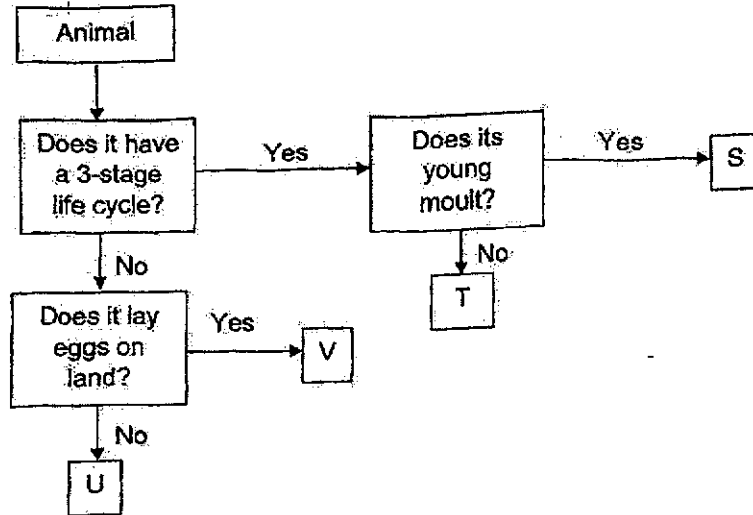 Animal
Does it have
a 3-stage
life cycle?
Yes
Does its
young
moult?
Yes
S
No
No
T
Does it lay
eggs on
land?
Yes
V
No
U